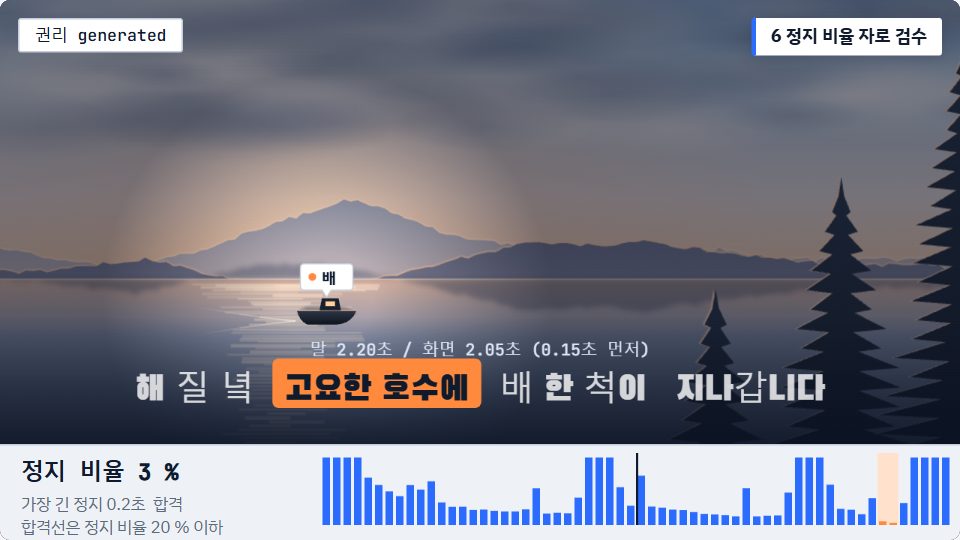 권리 generated
6 정지 비율 자로 검수
배
말 2.20초 / 화면 2.05초 (0.15초 먼저)
해 질 녘 고요한 호수에 배 한 척이 지나갑니다
정지 비율 3 %
가장 긴 정지 0.2초 합격
합격선은 정지 비율 20 % 이하